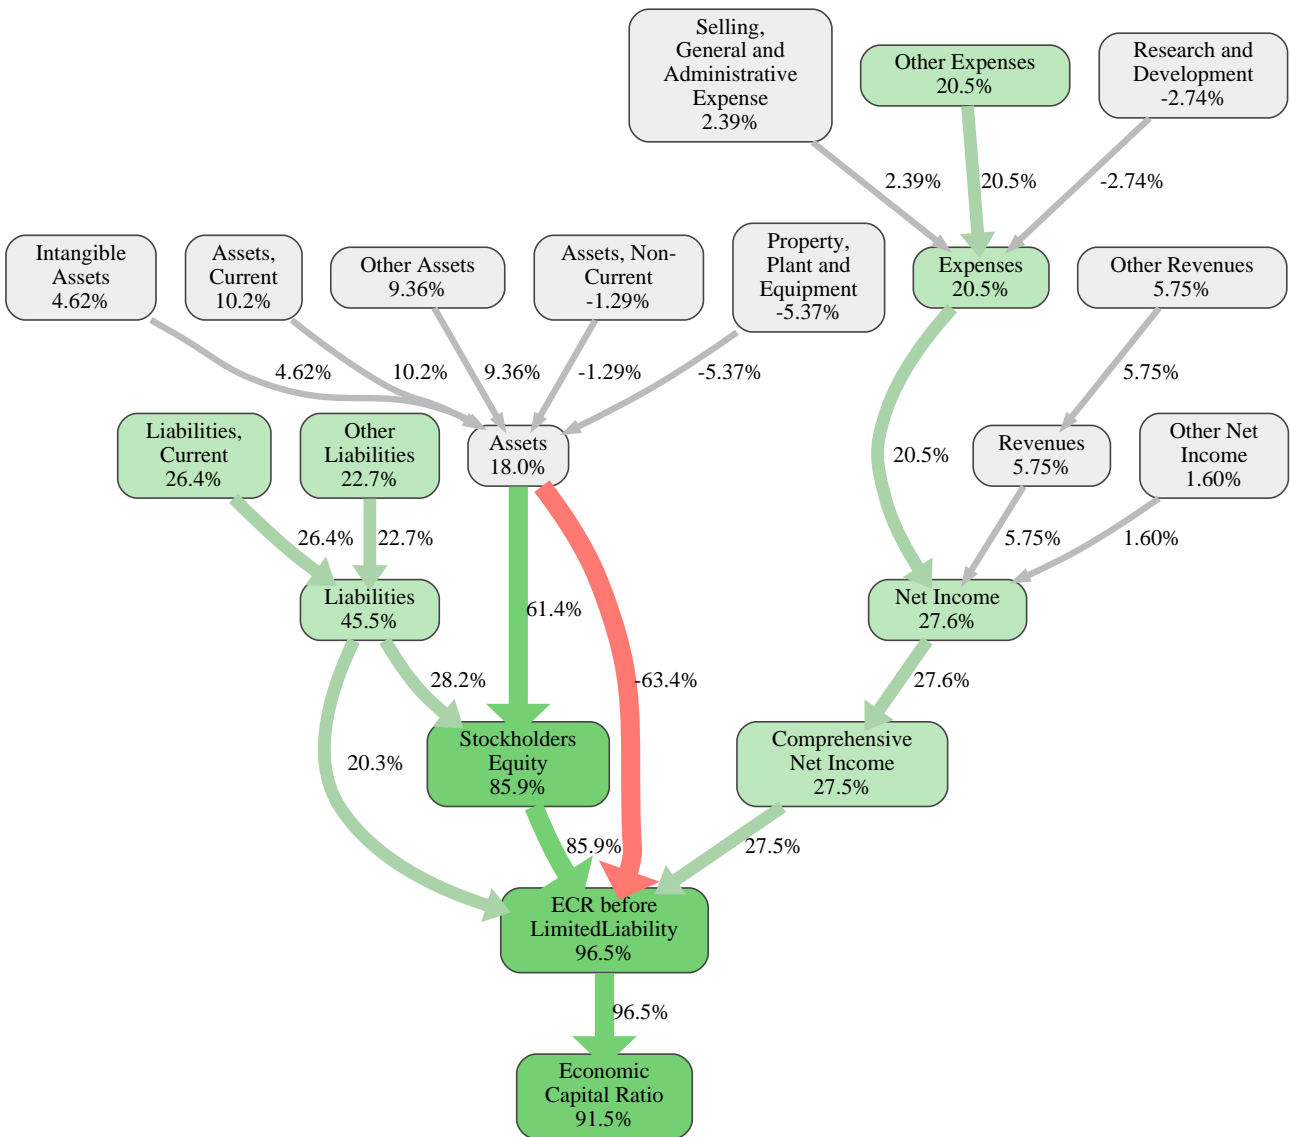 Selling,
General and
Administrative
Expense
2.39%
Other Expenses
20.5%
Research and
Development
-2.74%
2.39%
20.5%
-2.74%
Intangible
Assets
4.62%
Assets,
Current
10.2%
Other Assets
9.36%
Assets, Non-
Current
-1.29%
Property,
Plant and
Equipment
-5.37%
Expenses
20.5%
Other Revenues
5.75%
4.62%
10.2%
9.36%
-1.29%
-5.37%
5.75%
Liabilities,
Current
26.4%
Other
Liabilities
22.7%
Assets
18.0%
20.5%
Revenues
5.75%
Other Net
Income
1.60%
26.4%
22.7%
5.75%
1.60%
Liabilities
45.5%
61.4%
Net Income
27.6%
28.2%
-63.4%
27.6%
20.3%
Stockholders
Equity
85.9%
Comprehensive
Net Income
27.5%
85.9%
27.5%
ECR before
LimitedLiability
96.5%
96.5%
Economic
Capital Ratio
91.5%